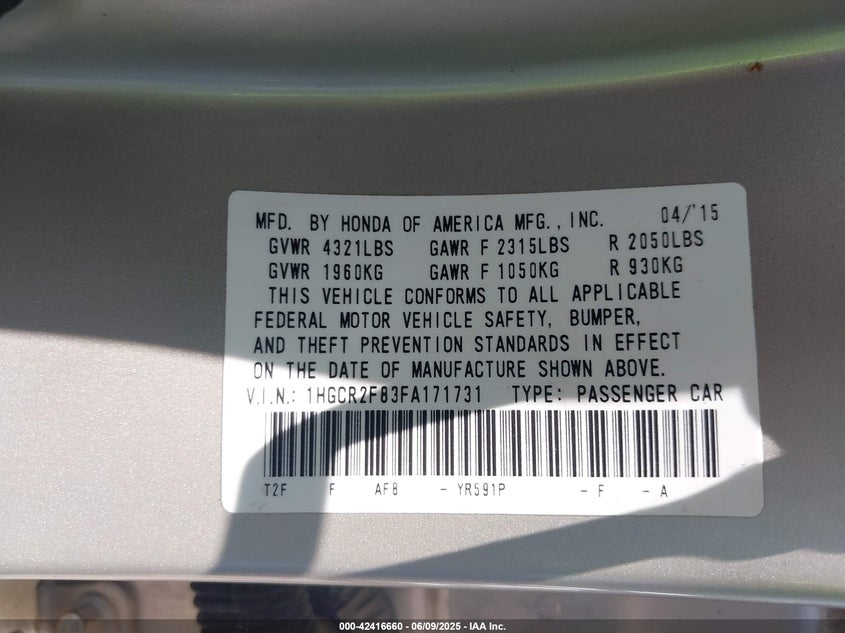 MFD. BY HONDA OF AMERICA MFG., INC. 04/'15
GVWR 4321LBS GAWR F 2315LBS R 2050LBS
GVWR 1960KG GAWR F 1050KG R 930KG
THIS VEHICLE CONFORMS TO ALL APPLICABLE
FEDERAL MOTOR VEHICLE SAFETY, BUMPER,
AND THEFT PREVENTION STANDARDS IN EFFECT
ON THE DATE OF MANUFACTURE SHOWN ABOVE.
V.I.N.: 1HGCR2F83FA171731 TYPE: PASSENGER CAR
T2F F AF8 - YR591P - F - A
000-42416660 - 06/09/2025 - IAA Inc.